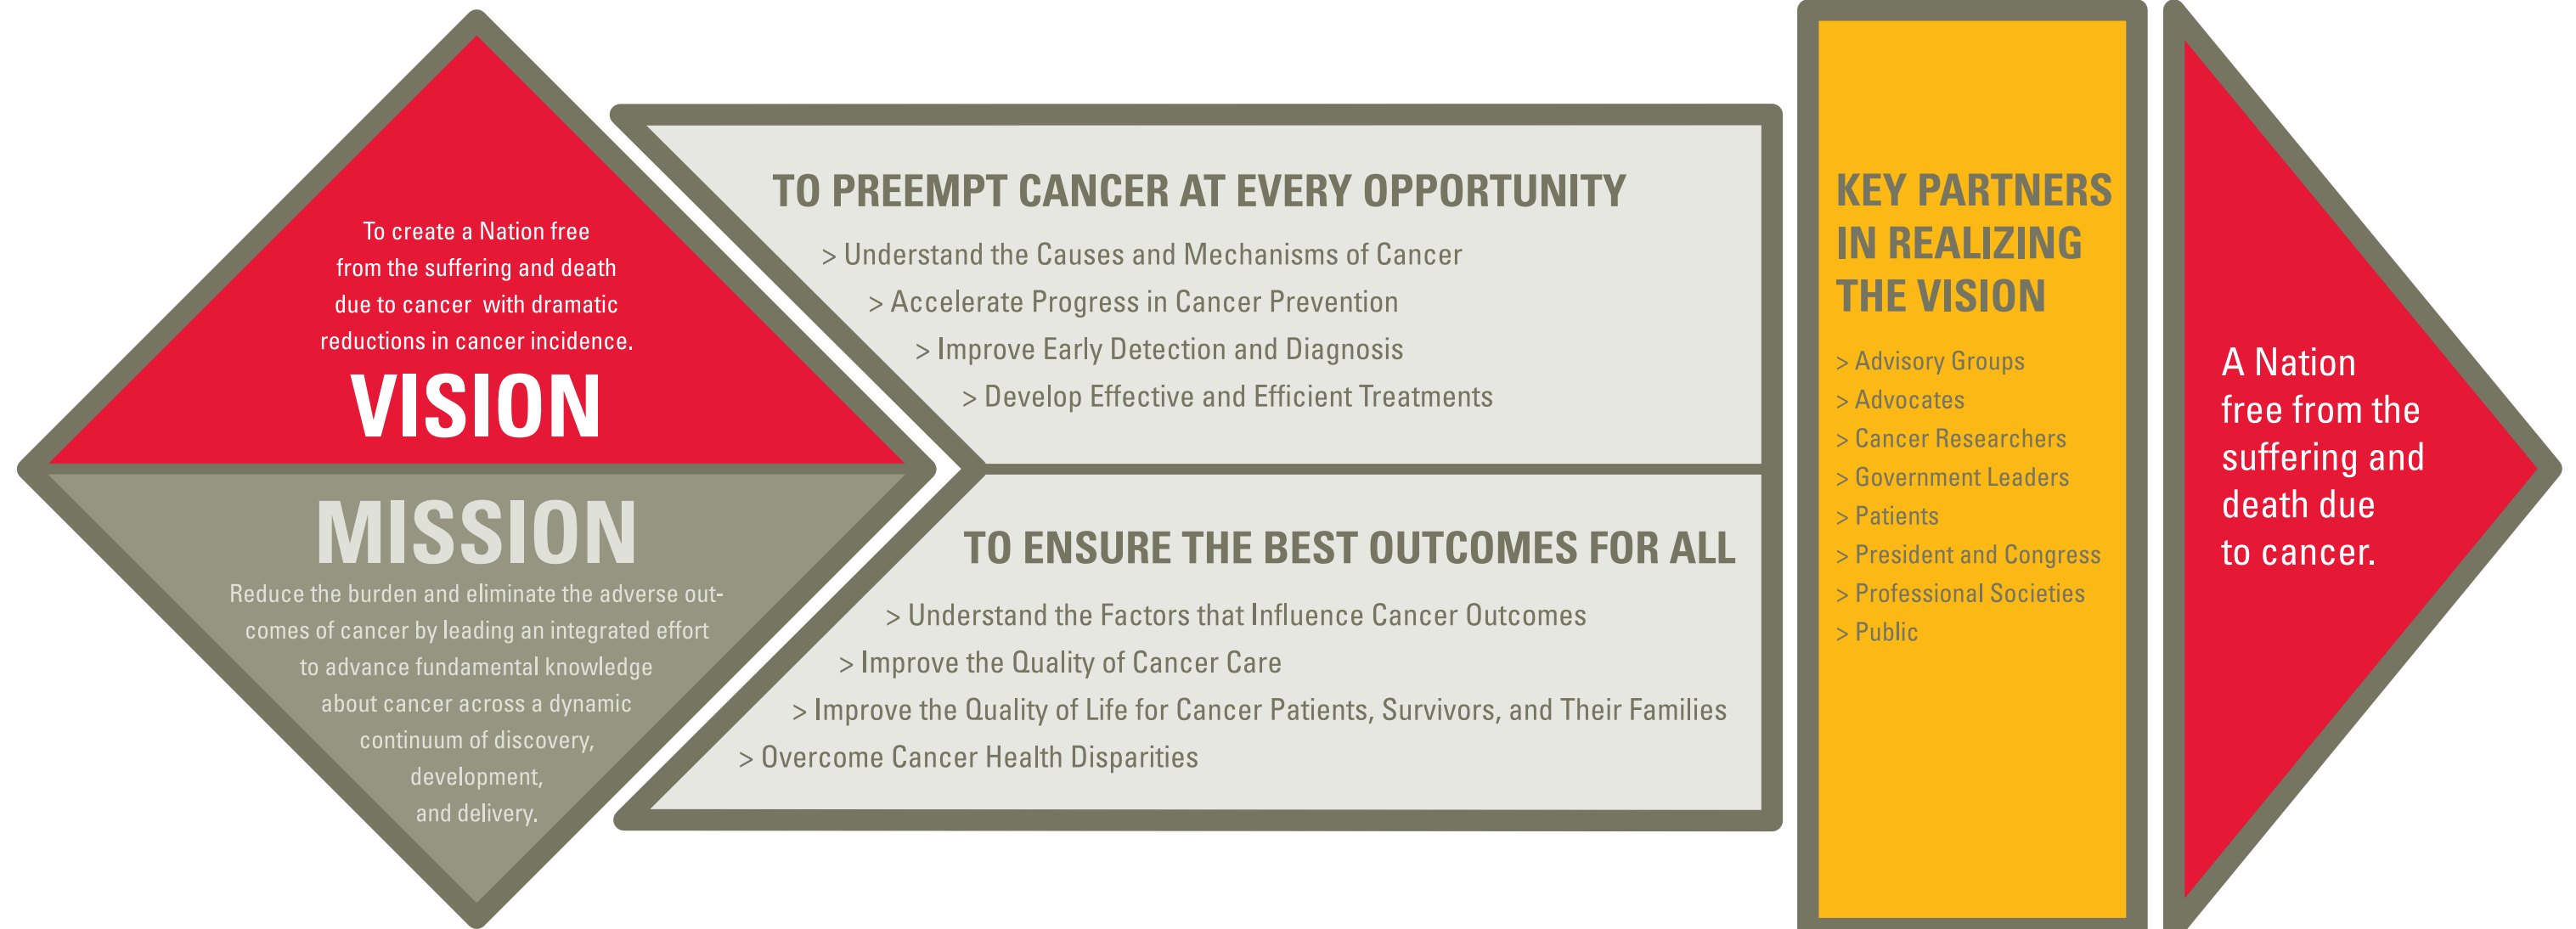 To create a Nation free
from the suffering and death
due to cancer with dramatic
reductions in cancer incidence.
VISION
MISSION
Reduce the burden and eliminate the adverse out-
comes of cancer by leading an integrated effort
to advance fundamental knowledge
about cancer across a dynamic
continuum of discovery,
development,
and delivery.
TO PREEMPT CANCER AT EVERY OPPORTUNITY
> Understand the Causes and Mechanisms of Cancer
> Accelerate Progress in Cancer Prevention
> Improve Early Detection and Diagnosis
> Develop Effective and Efficient Treatments
TO ENSURE THE BEST OUTCOMES FOR ALL
> Understand the Factors that Influence Cancer Outcomes
> Improve the Quality of Cancer Care
> Improve the Quality of Life for Cancer Patients, Survivors, and Their Families
> Overcome Cancer Health Disparities
KEY PARTNERS
IN REALIZING
THE VISION
> Advisory Groups
> Advocates
> Cancer Researchers
> Government Leaders
> Patients
> President and Congress
> Professional Societies
> Public
A Nation
free from the
suffering and
death due
to cancer.